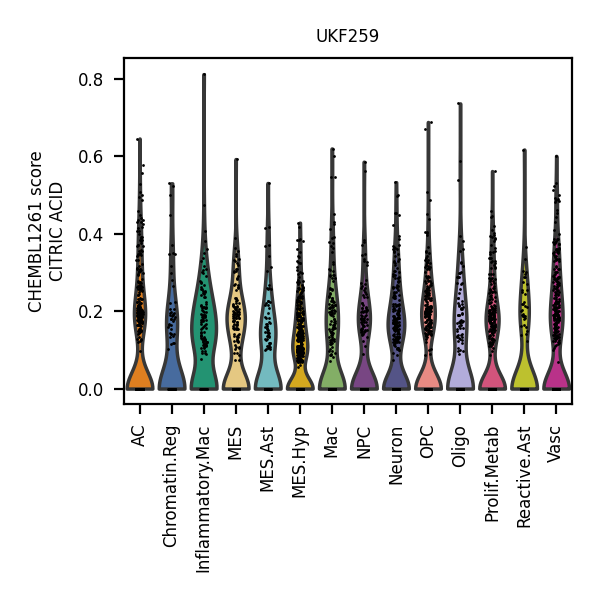 UKF259
CHEMBL1261 score
CITRIC ACID
0.8
0.6
0.4
0.2
0.0
AC
Chromatin.Reg
Inflammatory.Mac
MES
MES.Ast
MES.Hyp
Mac
NPC
Neuron
OPC
Oligo
Prolif.Metab
Reactive.Ast
Vasc